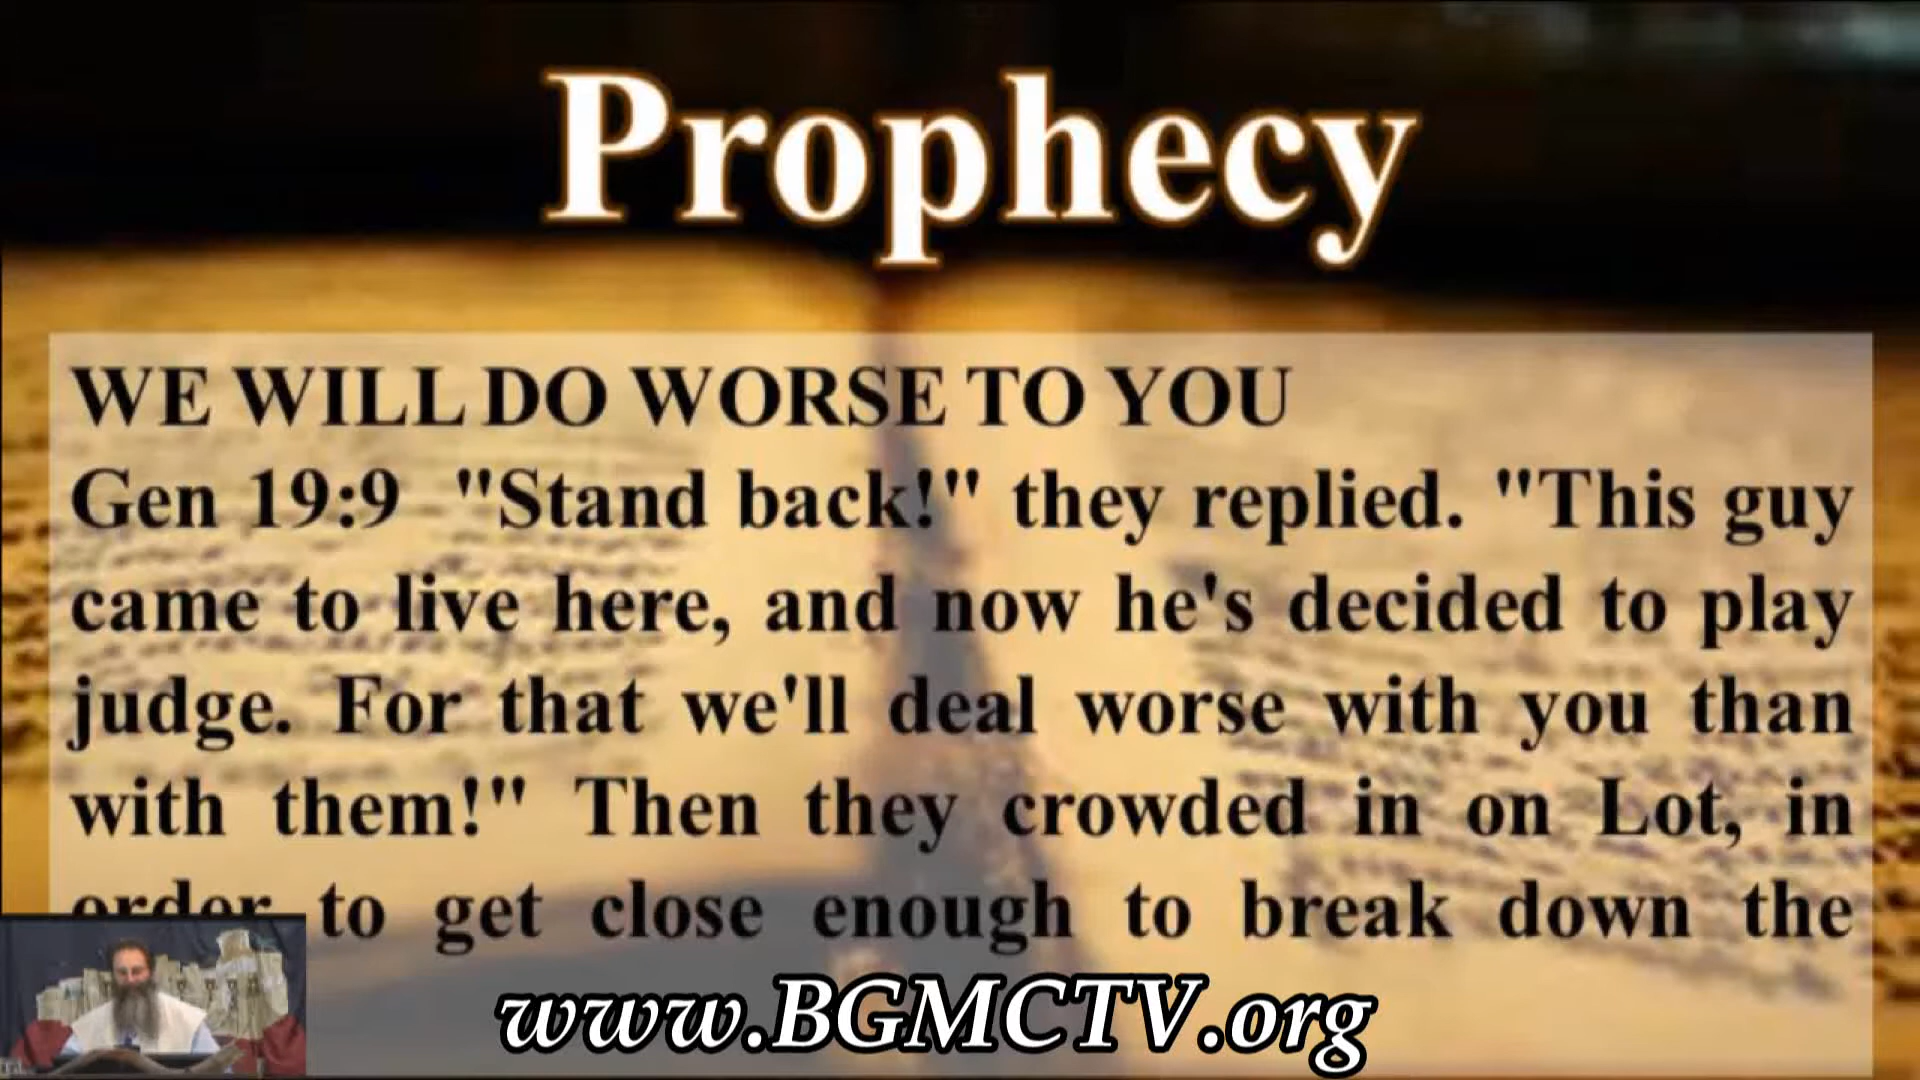 Prophecy
WE WILL DO WORSE TO YOU
Gen 19:9 "Stand back!" they replied. "This guy
came to live here, and now he's decided to play
judge. For that we'll deal worse with you than
with them!" Then they crowded in on Lot, in
order to get close enough to break down the
www.BGMCTV.org